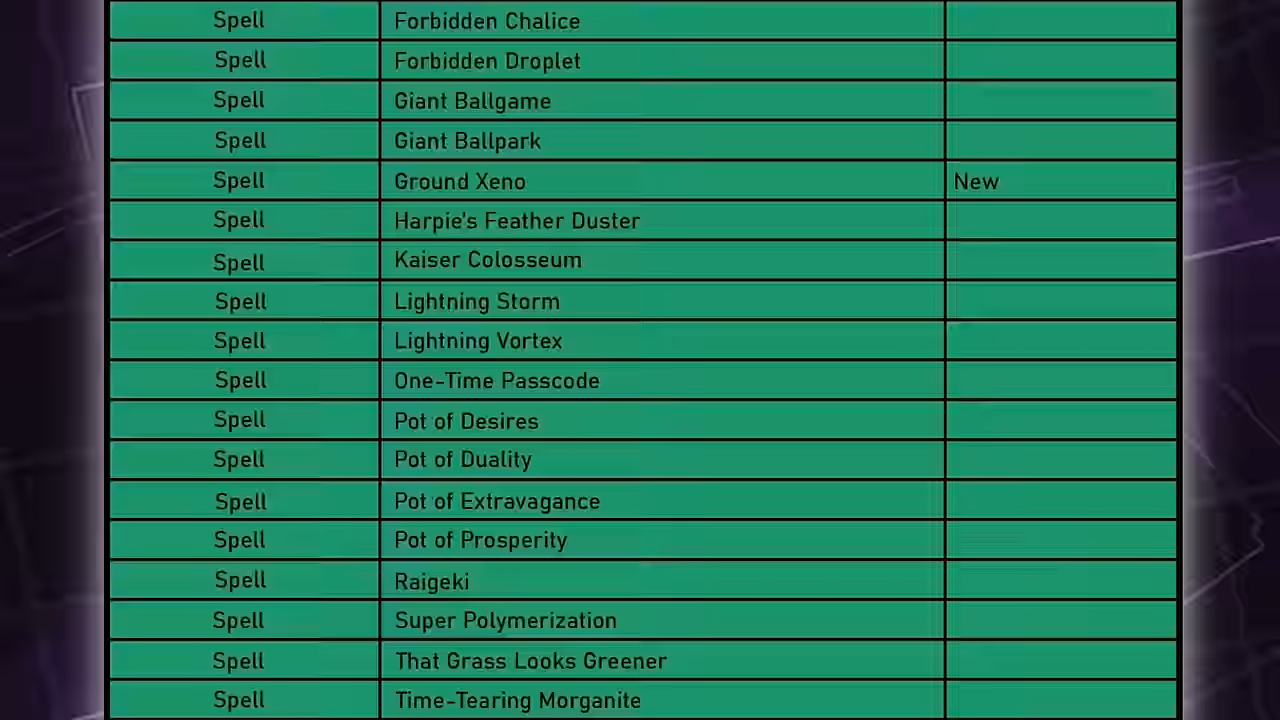 Spell Forbidden Chalice
Spell Forbidden Droplet
Spell Giant Ballgame
Spell Giant Ballpark
Spell Ground Xeno New
Spell Harpie's Feather Duster
Spell Kaiser Colosseum
Spell Lightning Storm
Spell Lightning Vortex
Spell One-Time Passcode
Spell Pot of Desires
Spell Pot of Duality
Spell Pot of Extravagance
Spell Pot of Prosperity
Spell Raigeki
Spell Super Polymerization
Spell That Grass Looks Greener
Spell Time-Tearing Morganite